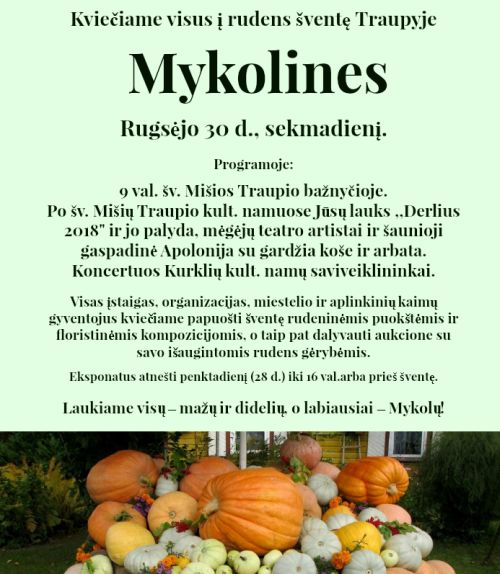 Kviečiame visus į rudens šventę Traupyje
Mykolines
Rugsėjo 30 d., sekmadienį.
Programoje:
9 val. šv. Mišios Traupio bažnyčioje.
Po šv. Mišių Traupio kult. namuose Jūsų lauks ,,Derlius
2018" ir jo palyda, mėgėjų teatro artistai ir šaunioji
gaspadinė Apolonija su gardžia koše ir arbata.
Koncertuos Kurklių kult. namų saviveiklininkai.
Visas įstaigas, organizacijas, miestelio ir aplinkinių kaimų
gyventojus kviečiame papuošti šventę rudeninėmis puokštėmis ir
floristinėmis kompozicijomis, o taip pat dalyvauti aukcione su
savo išaugintomis rudens gėrybėmis.
Eksponatus atnešti penktadienį (28 d.) iki 16 val.arba prieš šventę.
Laukiame visų – mažų ir didelių, o labiausiai – Mykolų!